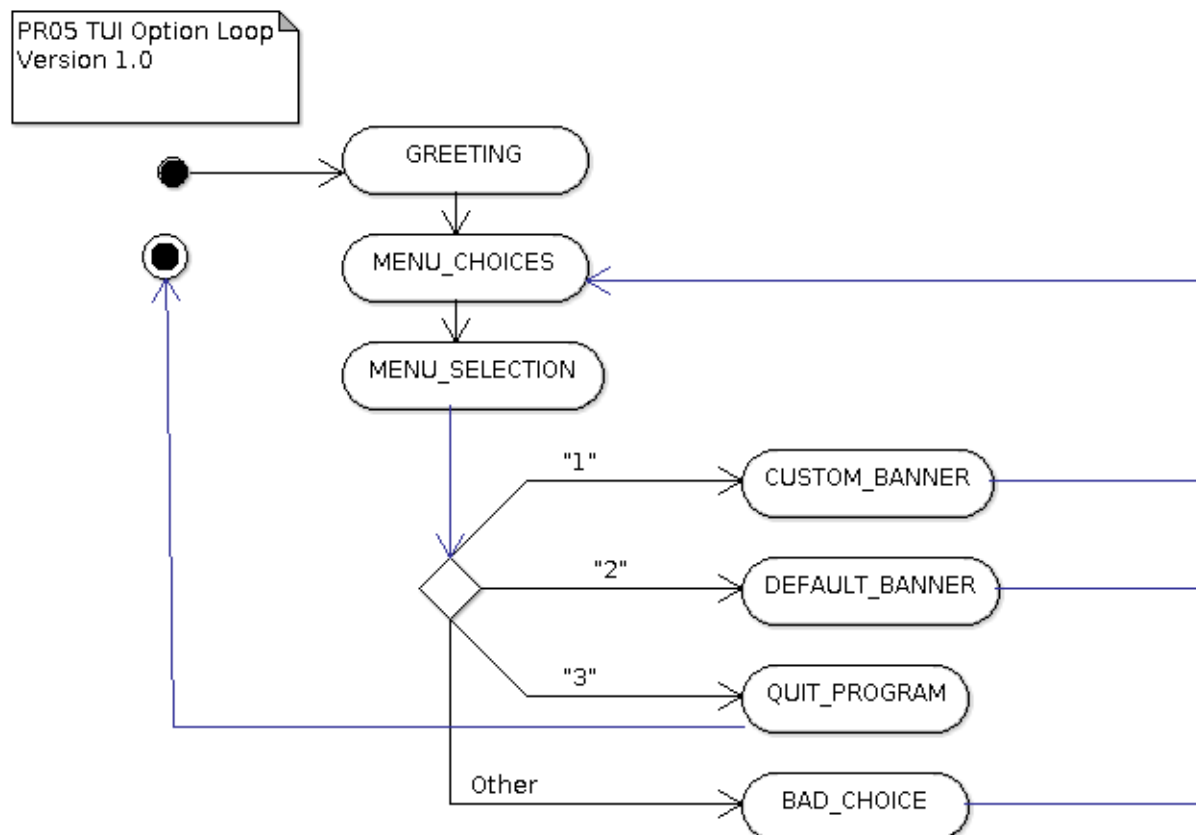 PR05 TUI Option Loop
Version 1.0
GREETING
MENU_CHOICES
MENU_SELECTION
"1"
CUSTOM_BANNER
"2"
DEFAULT_BANNER
"3"
QUIT_PROGRAM
Other
BAD_CHOICE